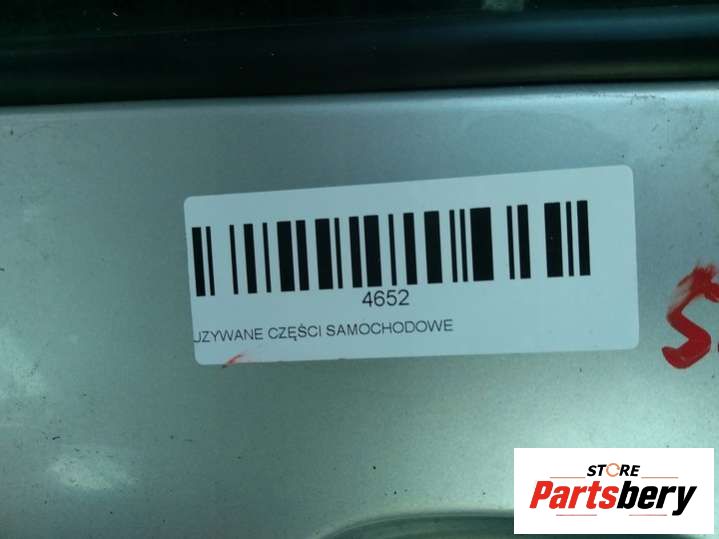 4652
UZYWANE CZĘŚCI SAMOCHODOWE
STORE
Partsbery